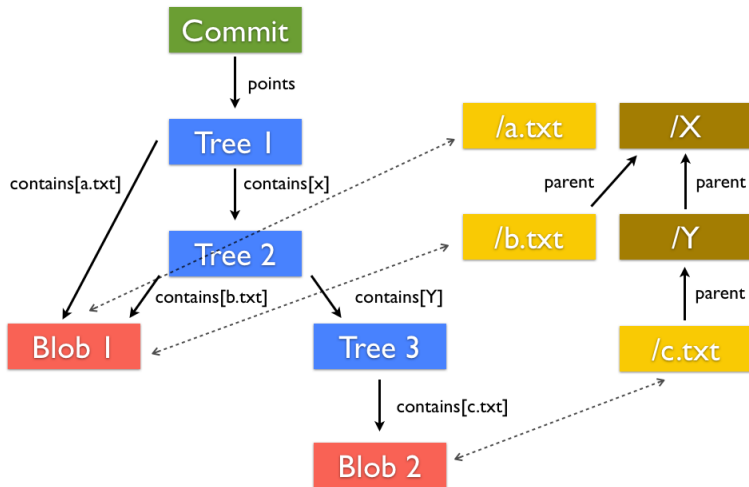 Commit
points
Tree 1
/a.txt
/X
contains[a.txt]
contains[x]
parent
parent
Tree 2
/b.txt
/Y
contains[b.txt]
contains[Y]
parent
Blob 1
Tree 3
/c.txt
contains[c.txt]
Blob 2